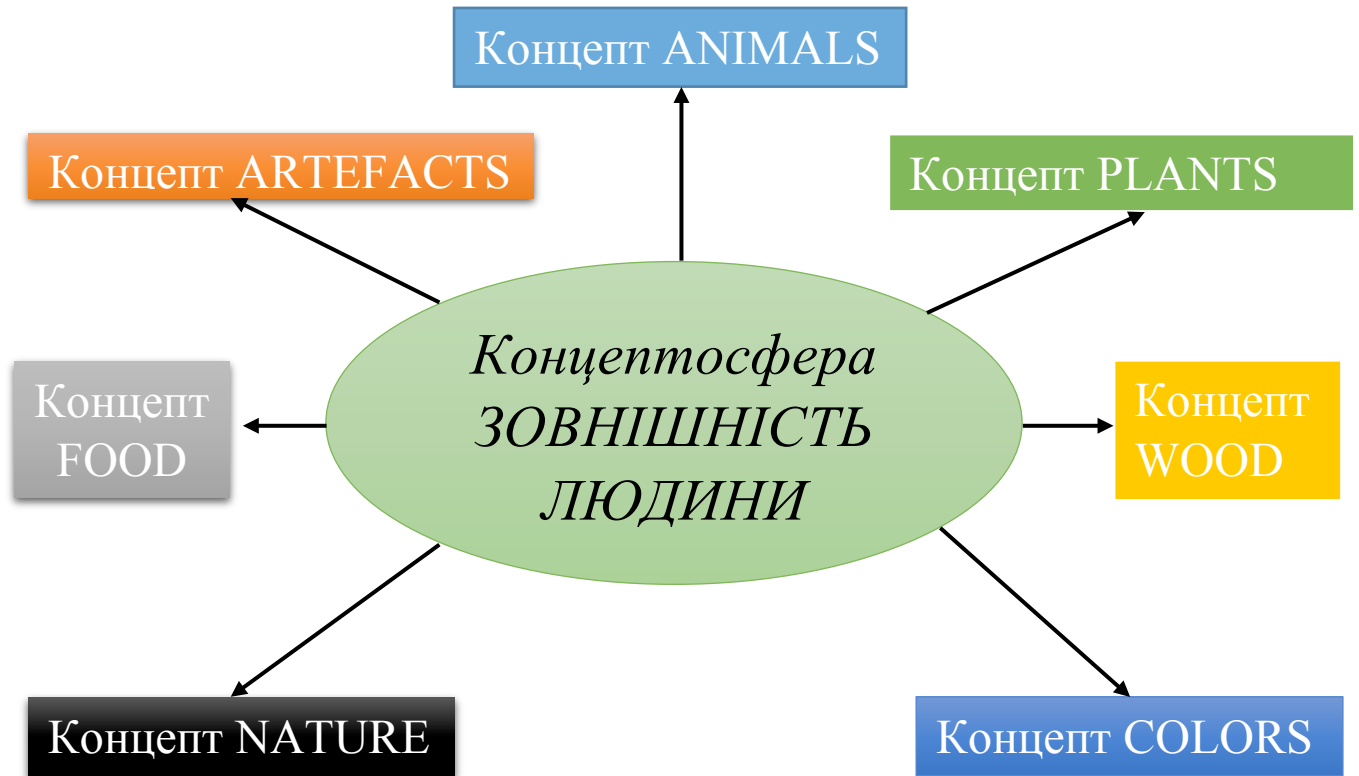 Концепт ANIMALS
Концепт ARTEFACTS
Концепт PLANTS
Концептосфера
ЗОВНІШНІСТЬ
ЛЮДИНИ
Концепт
FOOD
Концепт
WOOD
Концепт NATURE
Концепт COLORS